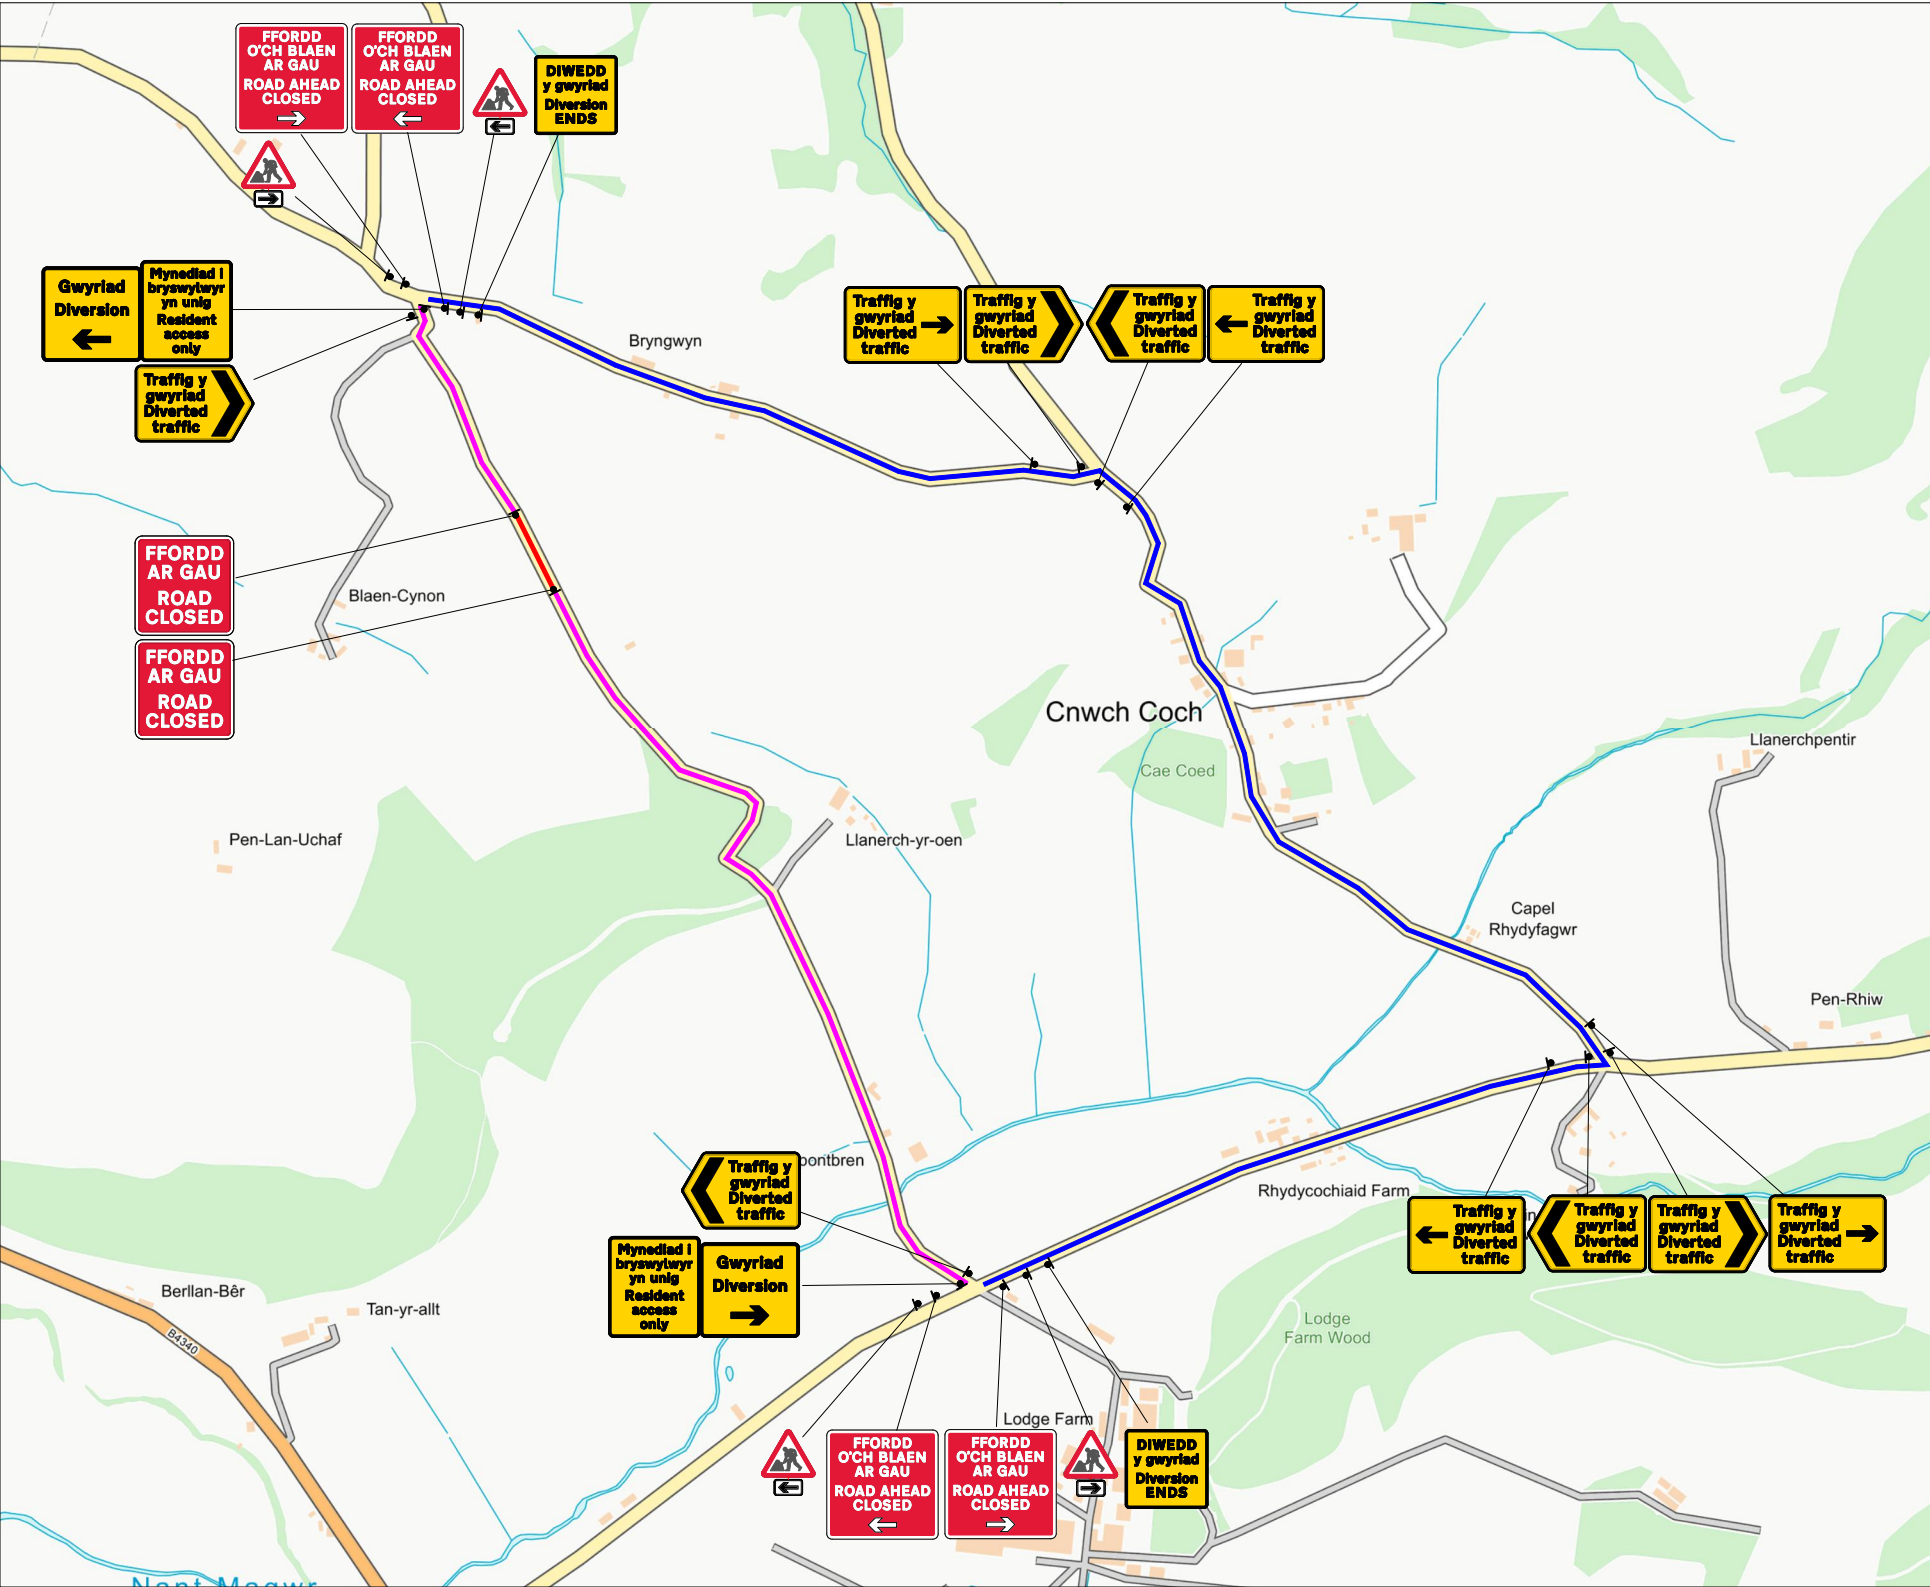 FFORDD
O'CH BLAEN
AR GAU
ROAD AHEAD
CLOSED
FFORDD
O'CH BLAEN
AR GAU
ROAD AHEAD
CLOSED
DIWEDD
y gwyriad
Diversion
ENDS
Gwyriad
Diversion
Mynediad i
bryswylwyr
yn unig
Resident
access
only
Traffig y
gwyriad
Diverted
traffic
Bryngwyn
Traffig y
gwyriad
Diverted
traffic
Traffig y
gwyriad
Diverted
traffic
Traffig y
gwyriad
Diverted
traffic
Traffig y
gwyriad
Diverted
traffic
FFORDD
AR GAU
ROAD
CLOSED
Blaen-Cynon
FFORDD
AR GAU
ROAD
CLOSED
Cnwch Coch
Cae Coed
Llanerchpentir
Pen-Lan-Uchaf
Llanerch-yr-oen
Capel
Rhydyfagwr
Pen-Rhiw
pontbren
Traffig y
gwyriad
Diverted
traffic
Rhydycochiaid Farm
Mynediad i
bryswylwyr
yn unig
Resident
access
only
Gwyriad
Diversion
Traffig y
gwyriad
Diverted
traffic
in
Traffig y
gwyriad
Diverted
traffic
Traffig y
gwyriad
Diverted
traffic
Traffig y
gwyriad
Diverted
traffic
Berllan-Bêr
Tan-yr-allt
B4340
Lodge
Farm Wood
Lodge Farm
FFORDD
O'CH BLAEN
AR GAU
ROAD AHEAD
CLOSED
FFORDD
O'CH BLAEN
AR GAU
ROAD AHEAD
CLOSED
DIWEDD
y gwyriad
Diversion
ENDS
Nant Magwr